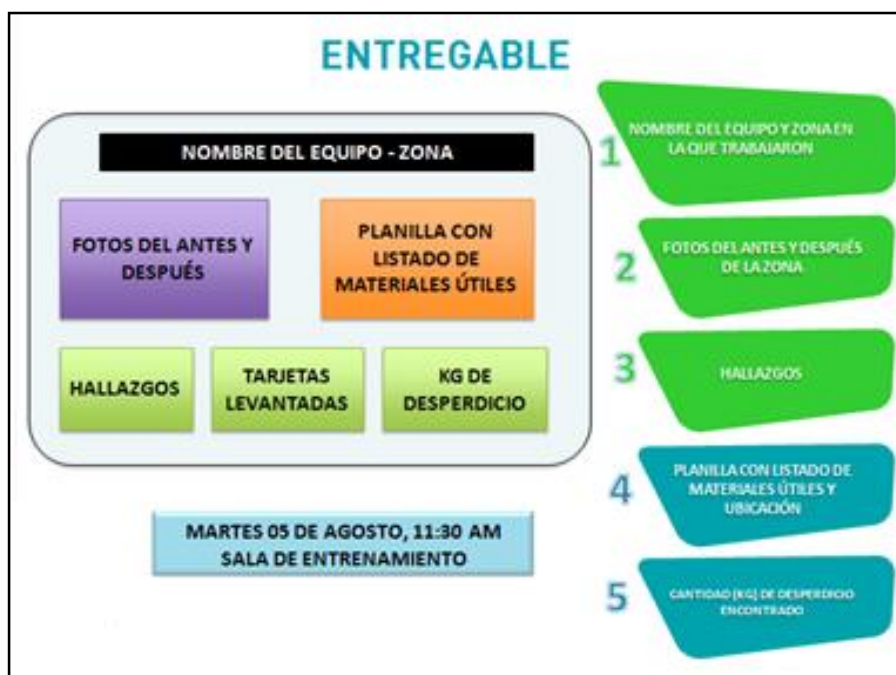 ENTREGABLE
NOMBRE DEL EQUIPO - ZONA
FOTOS DEL ANTES Y
DESPUÉS
PLANILLA CON
LISTADO DE
MATERIALES ÚTILES
HALLAZGOS
TARJETAS
LEVANTADAS
KG DE
DESPERDICIO
MARTES 05 DE AGOSTO, 11:30 AM
SALA DE ENTRENAMIENTO
1
NOMBRE DEL EQUIPO Y ZONA EN
LA QUE TRABAJARON
2
FOTOS DEL ANTES Y DESPUÉS
DE LA ZONA
3
HALLAZGOS
4
PLANILLA CON LISTADO DE
MATERIALES ÚTILES Y
UBICACIÓN
5
CANTIDAD (KG) DE DESPERDICIO
ENCONTRADO